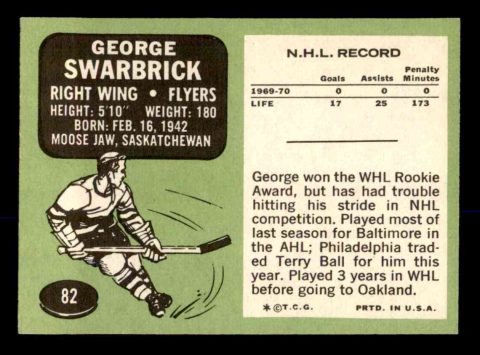 GEORGE
SWARBRICK
RIGHT WING • FLYERS
HEIGHT: 5'10" WEIGHT: 180
BORN: FEB. 16, 1942
MOOSE JAW, SASKATCHEWAN
82
N.H.L. RECORD
Goals Assists Penalty Minutes
1969-70 0 0 0
LIFE 17 25 173
George won the WHL Rookie
Award, but has had trouble
hitting his stride in NHL
competition. Played most of
last season for Baltimore in
the AHL; Philadelphia trad-
ed Terry Ball for him this
year. Played 3 years in WHL
before going to Oakland.
*©T.C.G. PRTD. IN U.S.A.